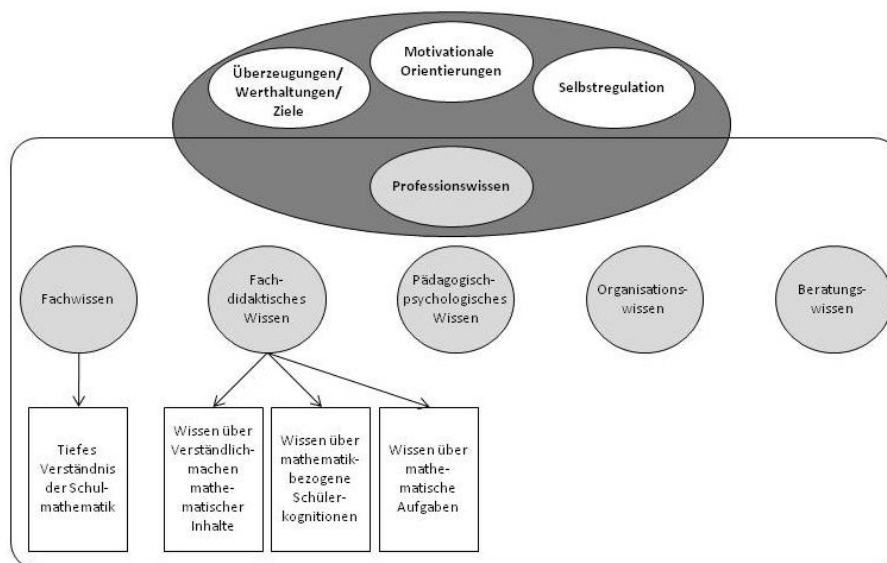 Überzeugungen/
Werthaltungen/
Ziele
Motivationale
Orientierungen
Selbstregulation
Professionswissen
Fachwissen
Fach-
didaktisches
Wissen
Pädagogisch-
psychologisches
Wissen
Organisations-
wissen
Beratungs-
wissen
Tiefes
Verständnis
der Schul-
mathematik
Wissen über
Verständlich-
machen
mathe-
matischer
Inhalte
Wissen über
mathematik-
bezogene
Schüler-
kognitionen
Wissen über
mathe-
matische
Aufgaben